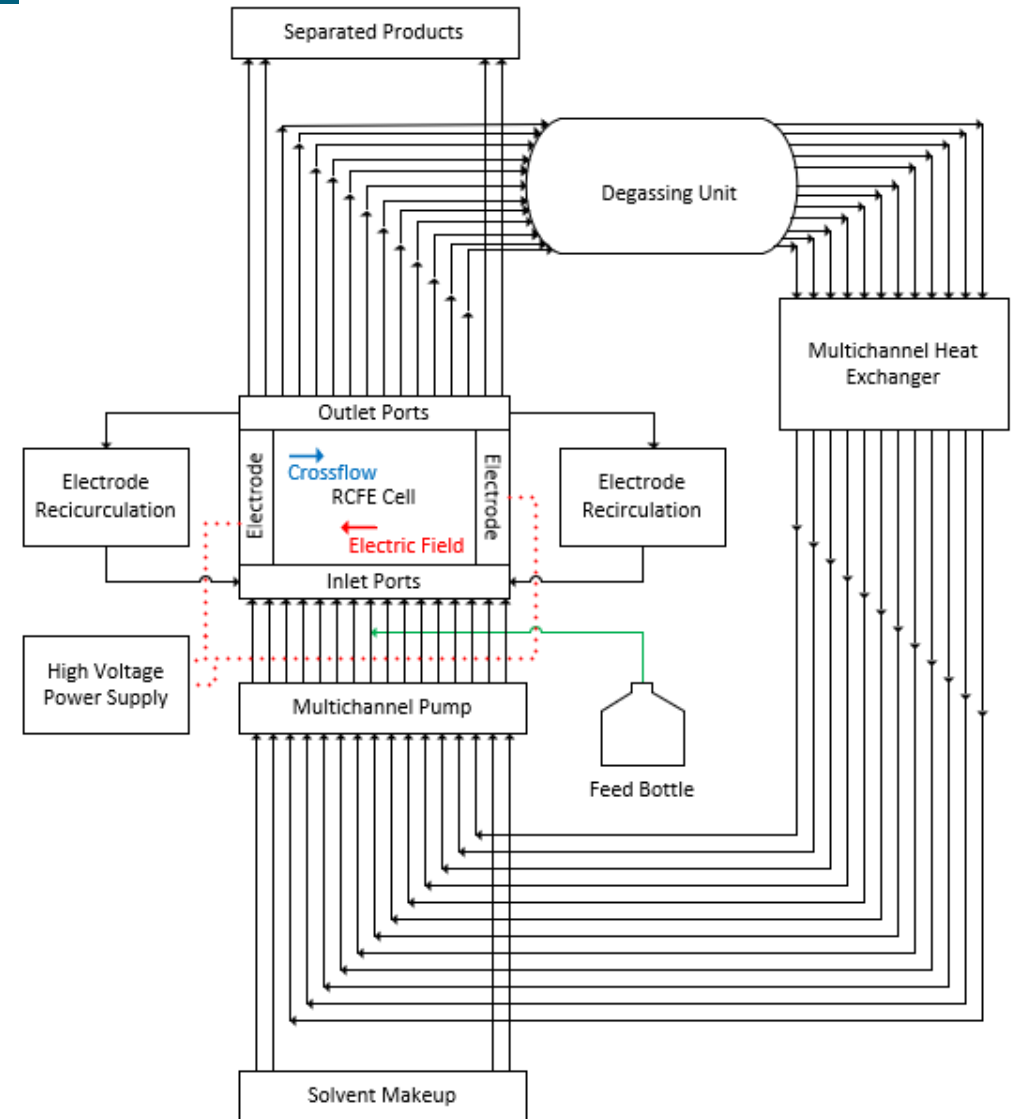 Separated Products
Degassing Unit
Multichannel Heat
Exchanger
Outlet Ports
Electrode
Recicurculation
Electrode
Crossflow
RCFE Cell
Electric Field
Electrode
Electrode
Recirculation
Inlet Ports
High Voltage
Power Supply
Multichannel Pump
Feed Bottle
Solvent Makeup